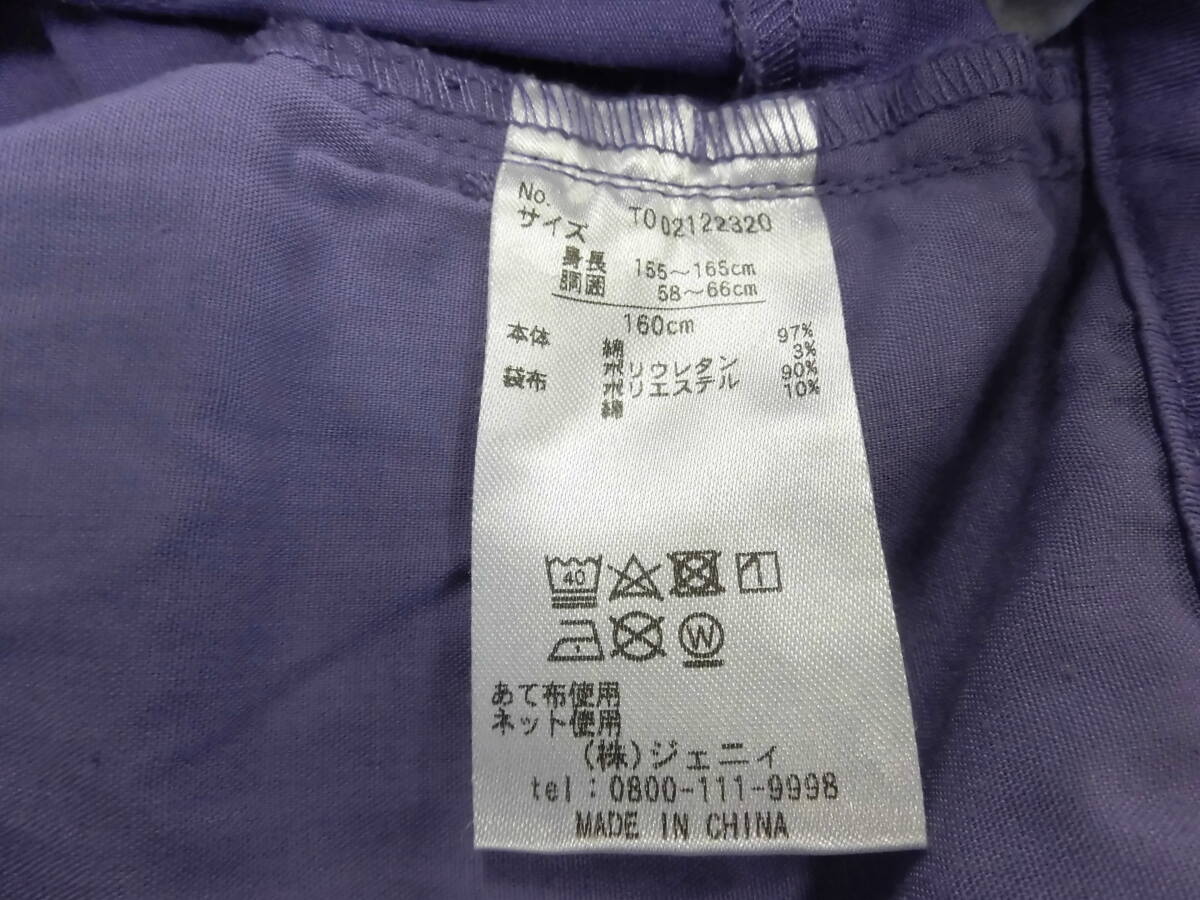 No. TO 02122320
サイズ
身長 155～165cm
胴囲 58～66cm
160cm
本体 綿 97%
ポリウレタン 3%
袋布 ポリエステル 90%
綿 10%
40
W
あて布使用
ネット使用
(株)ジェニィ
tel:0800-111-9998
MADE IN CHINA